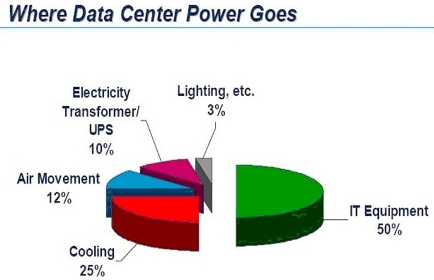 Where Data Center Power Goes
Electricity
Transformer/
UPS
10%
Lighting, etc.
3%
Air Movement
12%
IT Equipment
50%
Cooling
25%